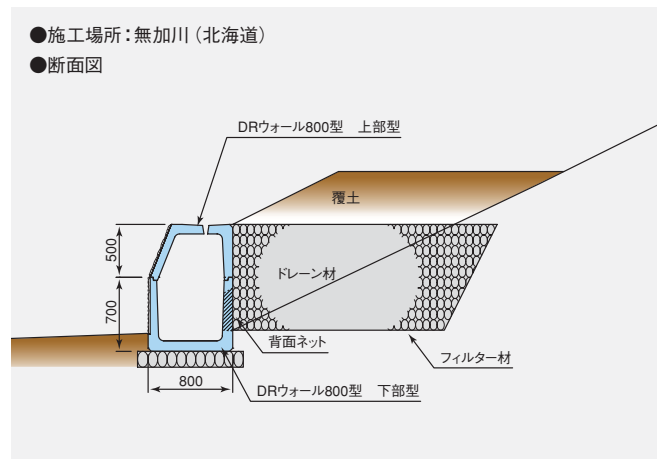 ●施工場所：無加川（北海道）
●断面図
DRウォール800型　上部型
覆土
ドレーン材
500
700
背面ネット
フィルター材
800
DRウォール800型　下部型